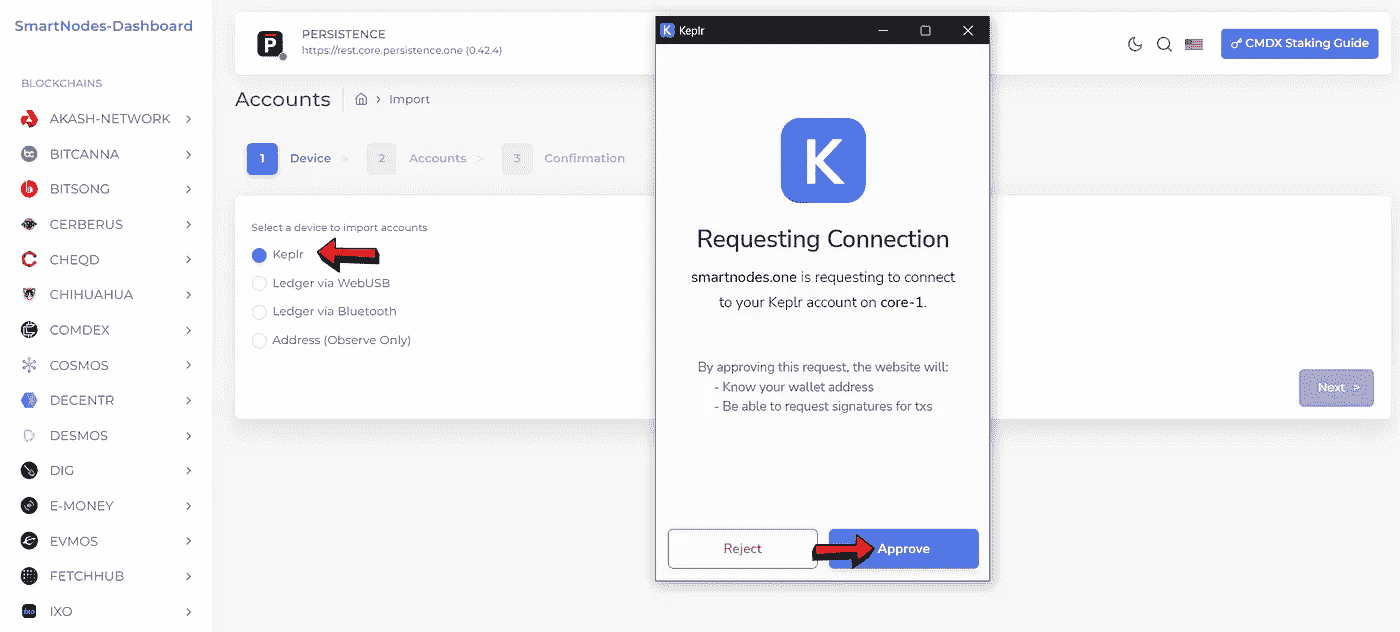 SmartNodes-Dashboard
BLOCKCHAINS
AKASH-NETWORK
BITCANNA
BITSONG
CERBERUS
CHEQD
CHIHUAHUA
COMDEX
COSMOS
DECENTR
DESMOS
DIG
E-MONEY
EVMOS
FETCHHUB
IXO
PERSISTENCE
https://rest.core.persistence.one (0.42.4)
CMDX Staking Guide
Accounts
Import
1 Device > 2 Accounts > 3 Confirmation
Select a device to import accounts
Keplr
Ledger via WebUSB
Ledger via Bluetooth
Address (Observe Only)
Next >
K Keplr
K
Requesting Connection
smartnodes.one is requesting to connect
to your Keplr account on core-1.
By approving this request, the website will:
- Know your wallet address
- Be able to request signatures for txs
Reject
Approve